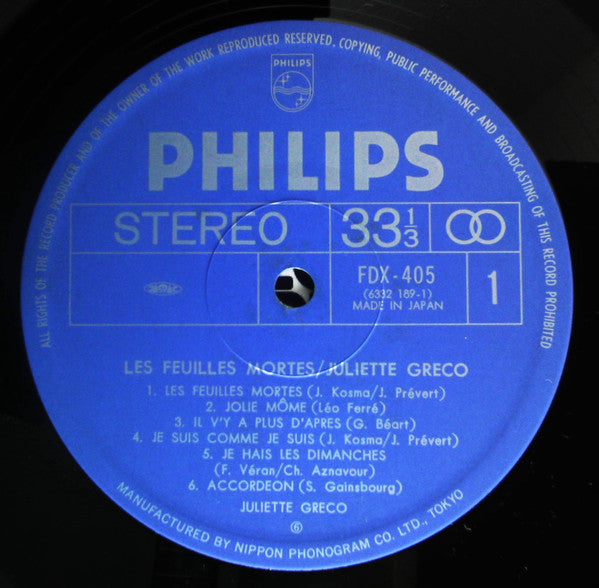 ALL RIGHTS OF THE RECORD PRODUCER AND OF THE OWNER OF THE WORK REPRODUCED RESERVED. COPYING, PUBLIC PERFORMANCE AND BROADCASTING OF THIS RECORD PROHIBITED
PHILIPS
PHILIPS
STEREO
33 1/3
FDX-405
(6332 189-1)
MADE IN JAPAN
1
LES FEUILLES MORTES/JULIETTE GRECO
1. LES FEUILLES MORTES (J. Kosma/J. Prévert)
2. JOLIE MÔME (Léo Ferré)
3. IL V'Y A PLUS D'APRES (G. Béart)
4. JE SUIS COMME JE SUIS (J. Kosma/J. Prévert)
5. JE HAIS LES DIMANCHES
(F. Véran/Ch. Aznavour)
6. ACCORDEON (S. Gainsbourg)
JULIETTE GRECO
⑥
MANUFACTURED BY NIPPON PHONOGRAM CO. LTD., TOKYO